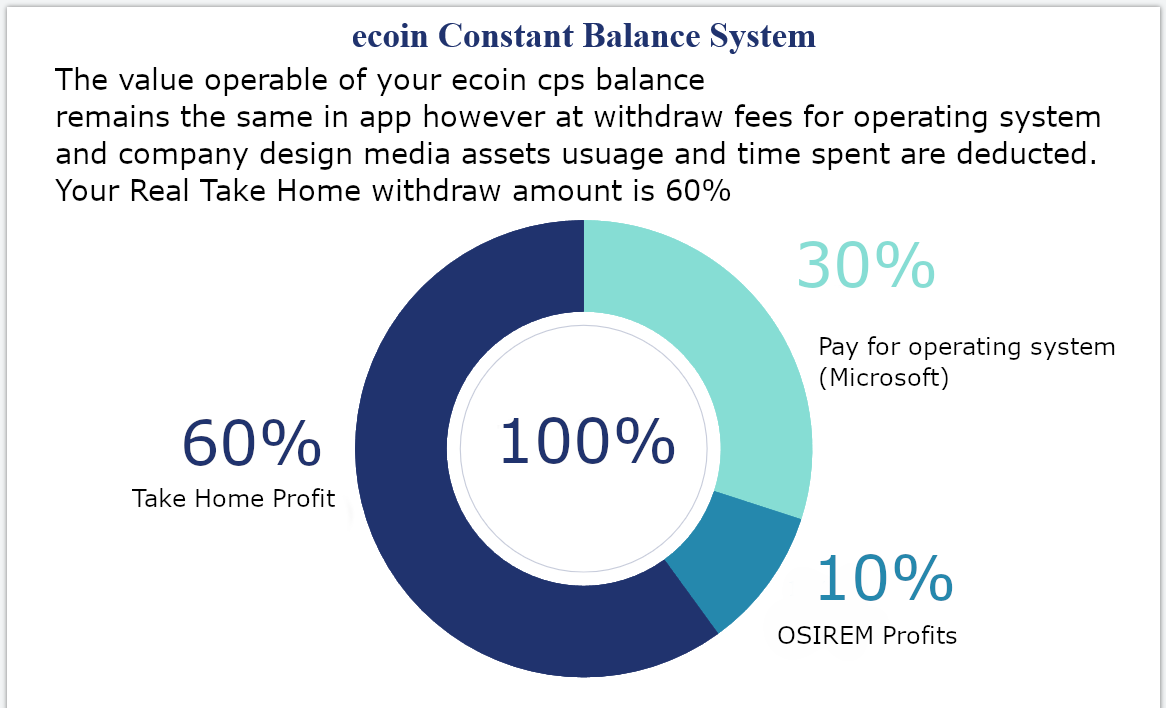 ecoin Constant Balance System
The value operable of your ecoin cps balance
remains the same in app however at withdraw fees for operating system
and company design media assets usuage and time spent are deducted.
Your Real Take Home withdraw amount is 60%
30%
Pay for operating system
(Microsoft)
60%
Take Home Profit
100%
10%
OSIREM Profits